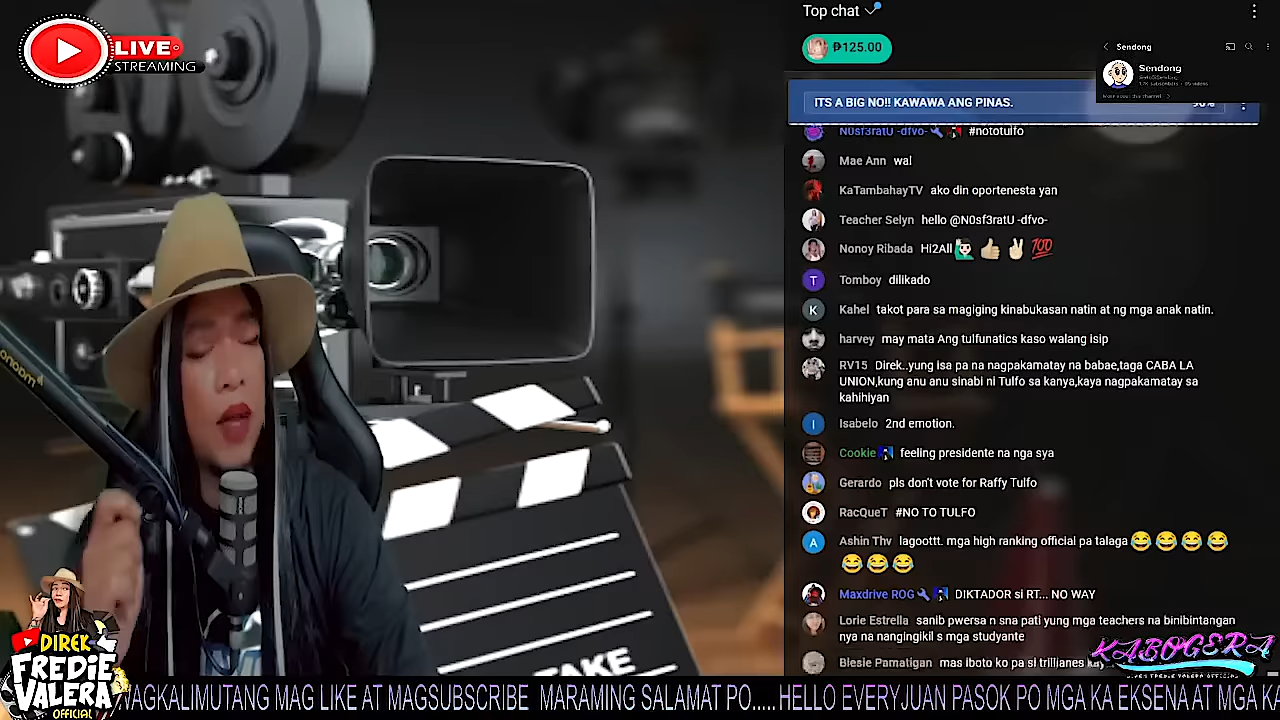 LIVE
STREAMING
Top chat
₱125.00
Sendong
Sendong
ITS A BIG NO!! KAWAWA ANG PINAS.
90%
N0sf3ratU -dfvo- #nototulfo
Mae Ann wal
KaTambahayTV ako din oportenesta yan
Teacher Selyn hello @N0sf3ratU -dfvo-
Nonoy Ribada Hi2All 🙋🏻‍♂️ 👍🏼 ✌🏼 💯
T Tomboy dilikado
K Kahel takot para sa magiging kinabukasan natin at ng mga anak natin.
harvey may mata Ang tulfunatics kaso walang isip
RV15 Direk..yung isa pa na nagpakamatay na babae,taga CABA LA
UNION,kung anu anu sinabi ni Tulfo sa kanya,kaya nagpakamatay sa
kahihiyan
I Isabelo 2nd emotion.
Cookie feeling presidente na nga sya
Gerardo pls don't vote for Raffy Tulfo
RacQueT #NO TO TULFO
A Ashin Thv lagoottt. mga high ranking official pa talaga 😂 😂 😂 😂
😂 😂 😂
Maxdrive ROG DIKTADOR si RT... NO WAY
Lorie Estrella sanib pwersa n sna pati yung mga teachers na binibintangan
nya na nangingikil s mga studyante
Blesie Pamatigan mas iboto ko pa si trillianes
KABOGERA
maono
TAKE
DIREK
FREDiE
VALERA
OFFICIAL
WAGKALIMUTANG MAG LIKE AT MAGSUBSCRIBE MARAMING SALAMAT PO.....HELLO EVERYJUAN PASOK PO MGA KA EKSENA AT MGA KA